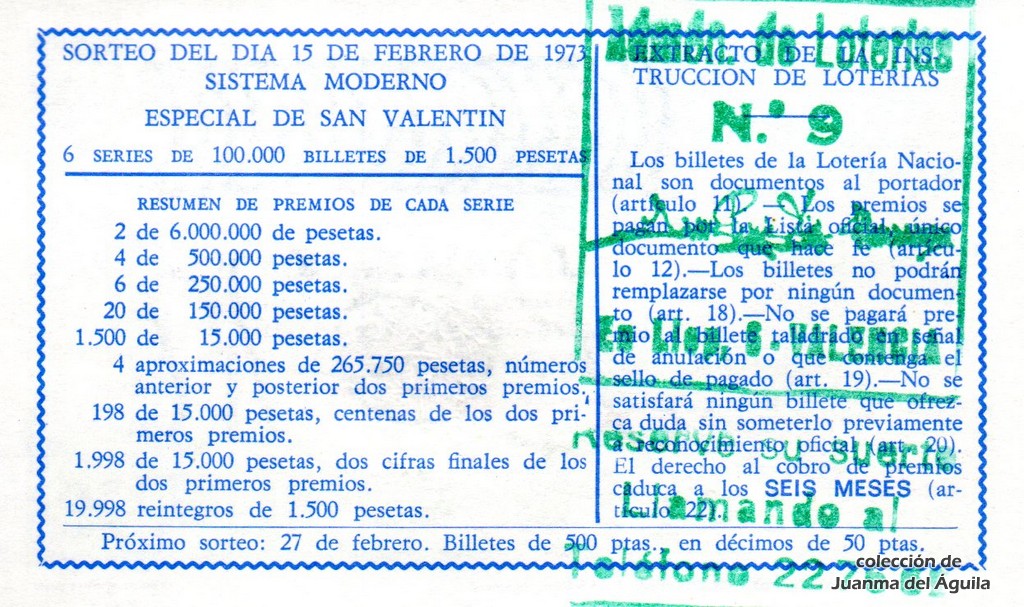 SORTEO DEL DIA 15 DE FEBRERO DE 1973
SISTEMA MODERNO
ESPECIAL DE SAN VALENTIN
6 SERIES DE 100.000 BILLETES DE 1.500 PESETAS
RESUMEN DE PREMIOS DE CADA SERIE
2 de 6.000.000 de pesetas.
4 de 500.000 pesetas.
6 de 250.000 pesetas.
20 de 150.000 pesetas.
1.500 de 15.000 pesetas.
4 aproximaciones de 265.750 pesetas, números
anterior y posterior dos primeros premios.
198 de 15.000 pesetas, centenas de los dos pri-
meros premios.
1.998 de 15.000 pesetas, dos cifras finales de los
dos primeros premios.
19.998 reintegros de 1.500 pesetas.
EXTRACTO DE LA INS-
TRUCCION DE LOTERIAS
Los billetes de la Lotería Nacio-
nal son documentos al portador
(artículo 11). — Los premios se
pagán por la Lista oficial, único
documento que hace fe (artícu-
lo 12).—Los billetes no podrán
remplazarse por ningún documen-
to (art. 18).—No se pagará pre-
mio al billete taladrado en señal
de anulación o que contenga el
sello de pagado (art. 19).—No se
satisfará ningún billete que ofrez-
ca duda sin someterlo previamente
a reconocimiento oficial (art. 20).
El derecho al cobro de premios
caduca a los SEIS MESES (ar-
tículo 22).
Próximo sorteo: 27 de febrero. Billetes de 500 ptas., en décimos de 50 ptas.
de Loterias
N.º 9
VALENCIA
Reserve su suerte
Llamando al
Teléfono 22
colección de
Juanma del Águila